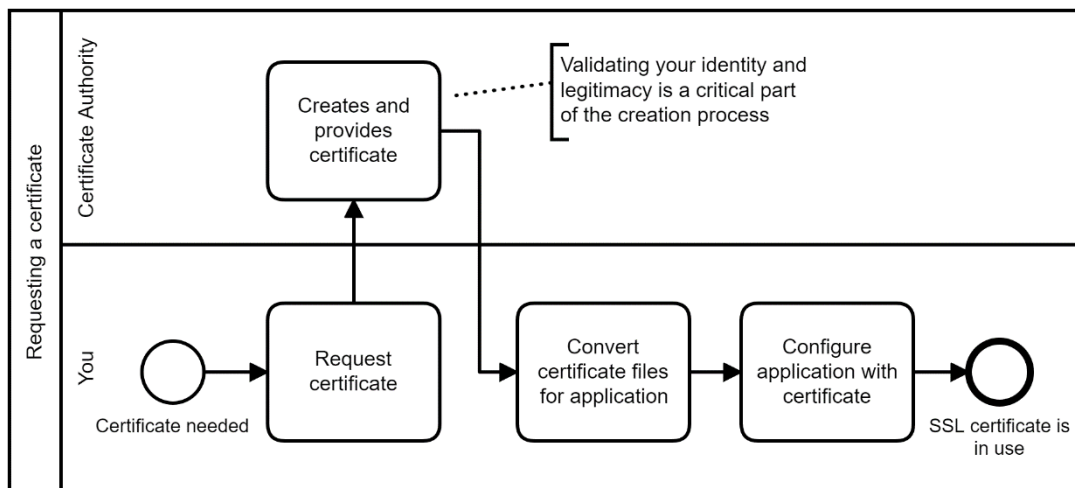 Requesting a certificate
Certificate Authority
Creates and
provides
certificate
Validating your identity and
legitimacy is a critical part
of the creation process
You
Certificate needed
Request
certificate
Convert
certificate files
for application
Configure
application with
certificate
SSL certificate is
in use